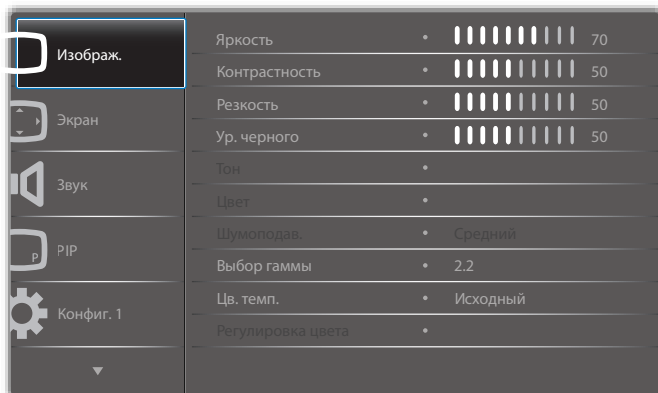 Изображ.
Экран
Звук
PIP
P
Конфиг. 1
Яркость • 70
Контрастность • 50
Резкость • 50
Ур. черного • 50
Тон •
Цвет •
Шумоподав. • Средний
Выбор гаммы • 2.2
Цв. темп. • Исходный
Регулировка цвета •